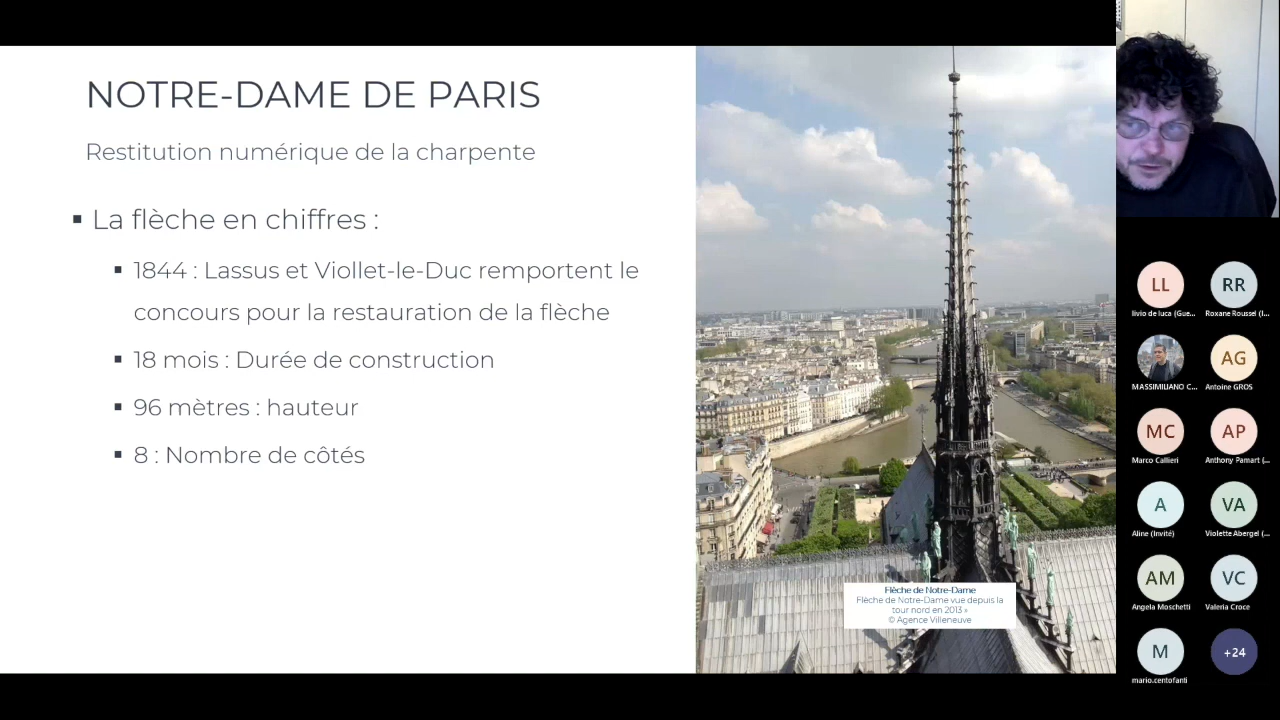 NOTRE-DAME DE PARIS
Restitution numérique de la charpente
La flèche en chiffres :
1844 : Lassus et Viollet-le-Duc remportent le
concours pour la restauration de la flèche
18 mois : Durée de construction
96 mètres : hauteur
8 : Nombre de côtés
Flèche de Notre-Dame
Flèche de Notre-Dame vue depuis la
tour nord en 2013 »
© Agence Villeneuve
LL RR
livio de luca (Gue... Roxane Roussel (I...
AG
MASSIMILIANO C... Antoine GROS
MC AP
Marco Callieri Anthony Pamart (...
A VA
Aline (Invité) Violette Abergel (...
AM VC
Angela Moschetti Valeria Croce
M +24
mario.centofanti